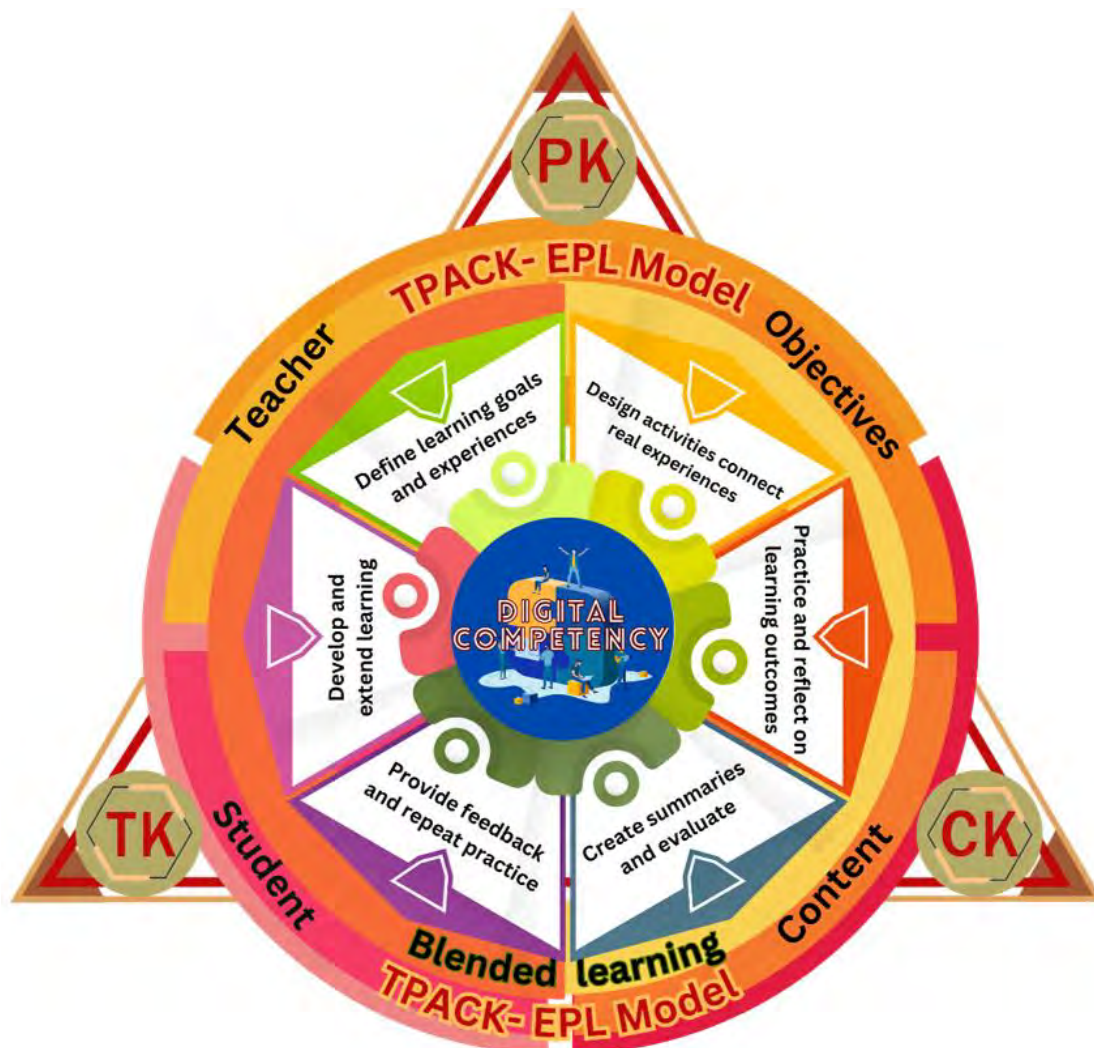 PK
TPACK- EPL Model
Teacher
Objectives
Define learning goals
and experiences
Design activities connect
real experiences
Develop and
extend learning
DIGITAL
COMPETENCY
Practice and reflect on
learning outcomes
Provide feedback
and repeat practice
Create summaries
and evaluate
TK
CK
Student
Content
Blended learning
TPACK- EPL Model